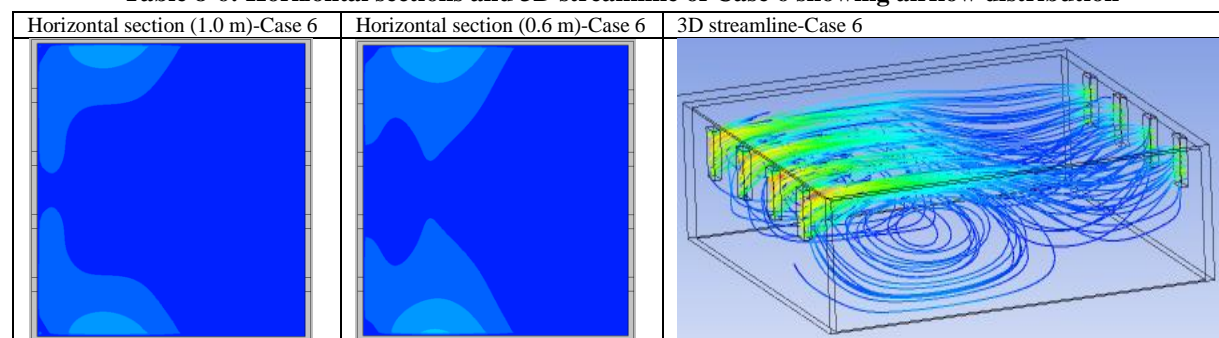 Horizontal section (1.0 m)-Case 6
Horizontal section (0.6 m)-Case 6
3D streamline-Case 6